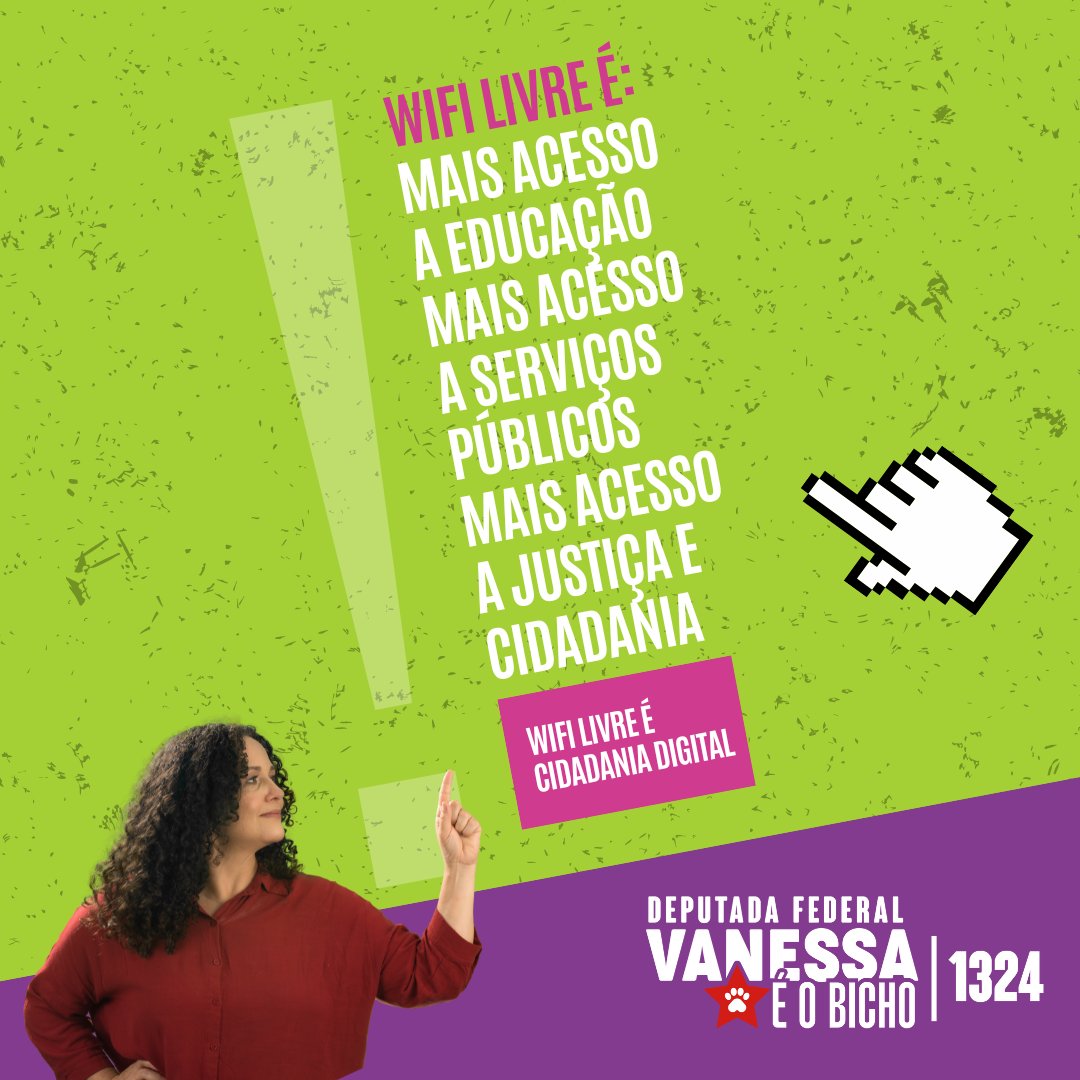 WIFI LIVRE É:
MAIS ACESSO
A EDUCAÇÃO
MAIS ACESSO
A SERVIÇOS
PÚBLICOS
MAIS ACESSO
A JUSTIÇA E
CIDADANIA
WIFI LIVRE É
CIDADANIA DIGITAL
DEPUTADA FEDERAL
VANESSA
É O BICHO
1324